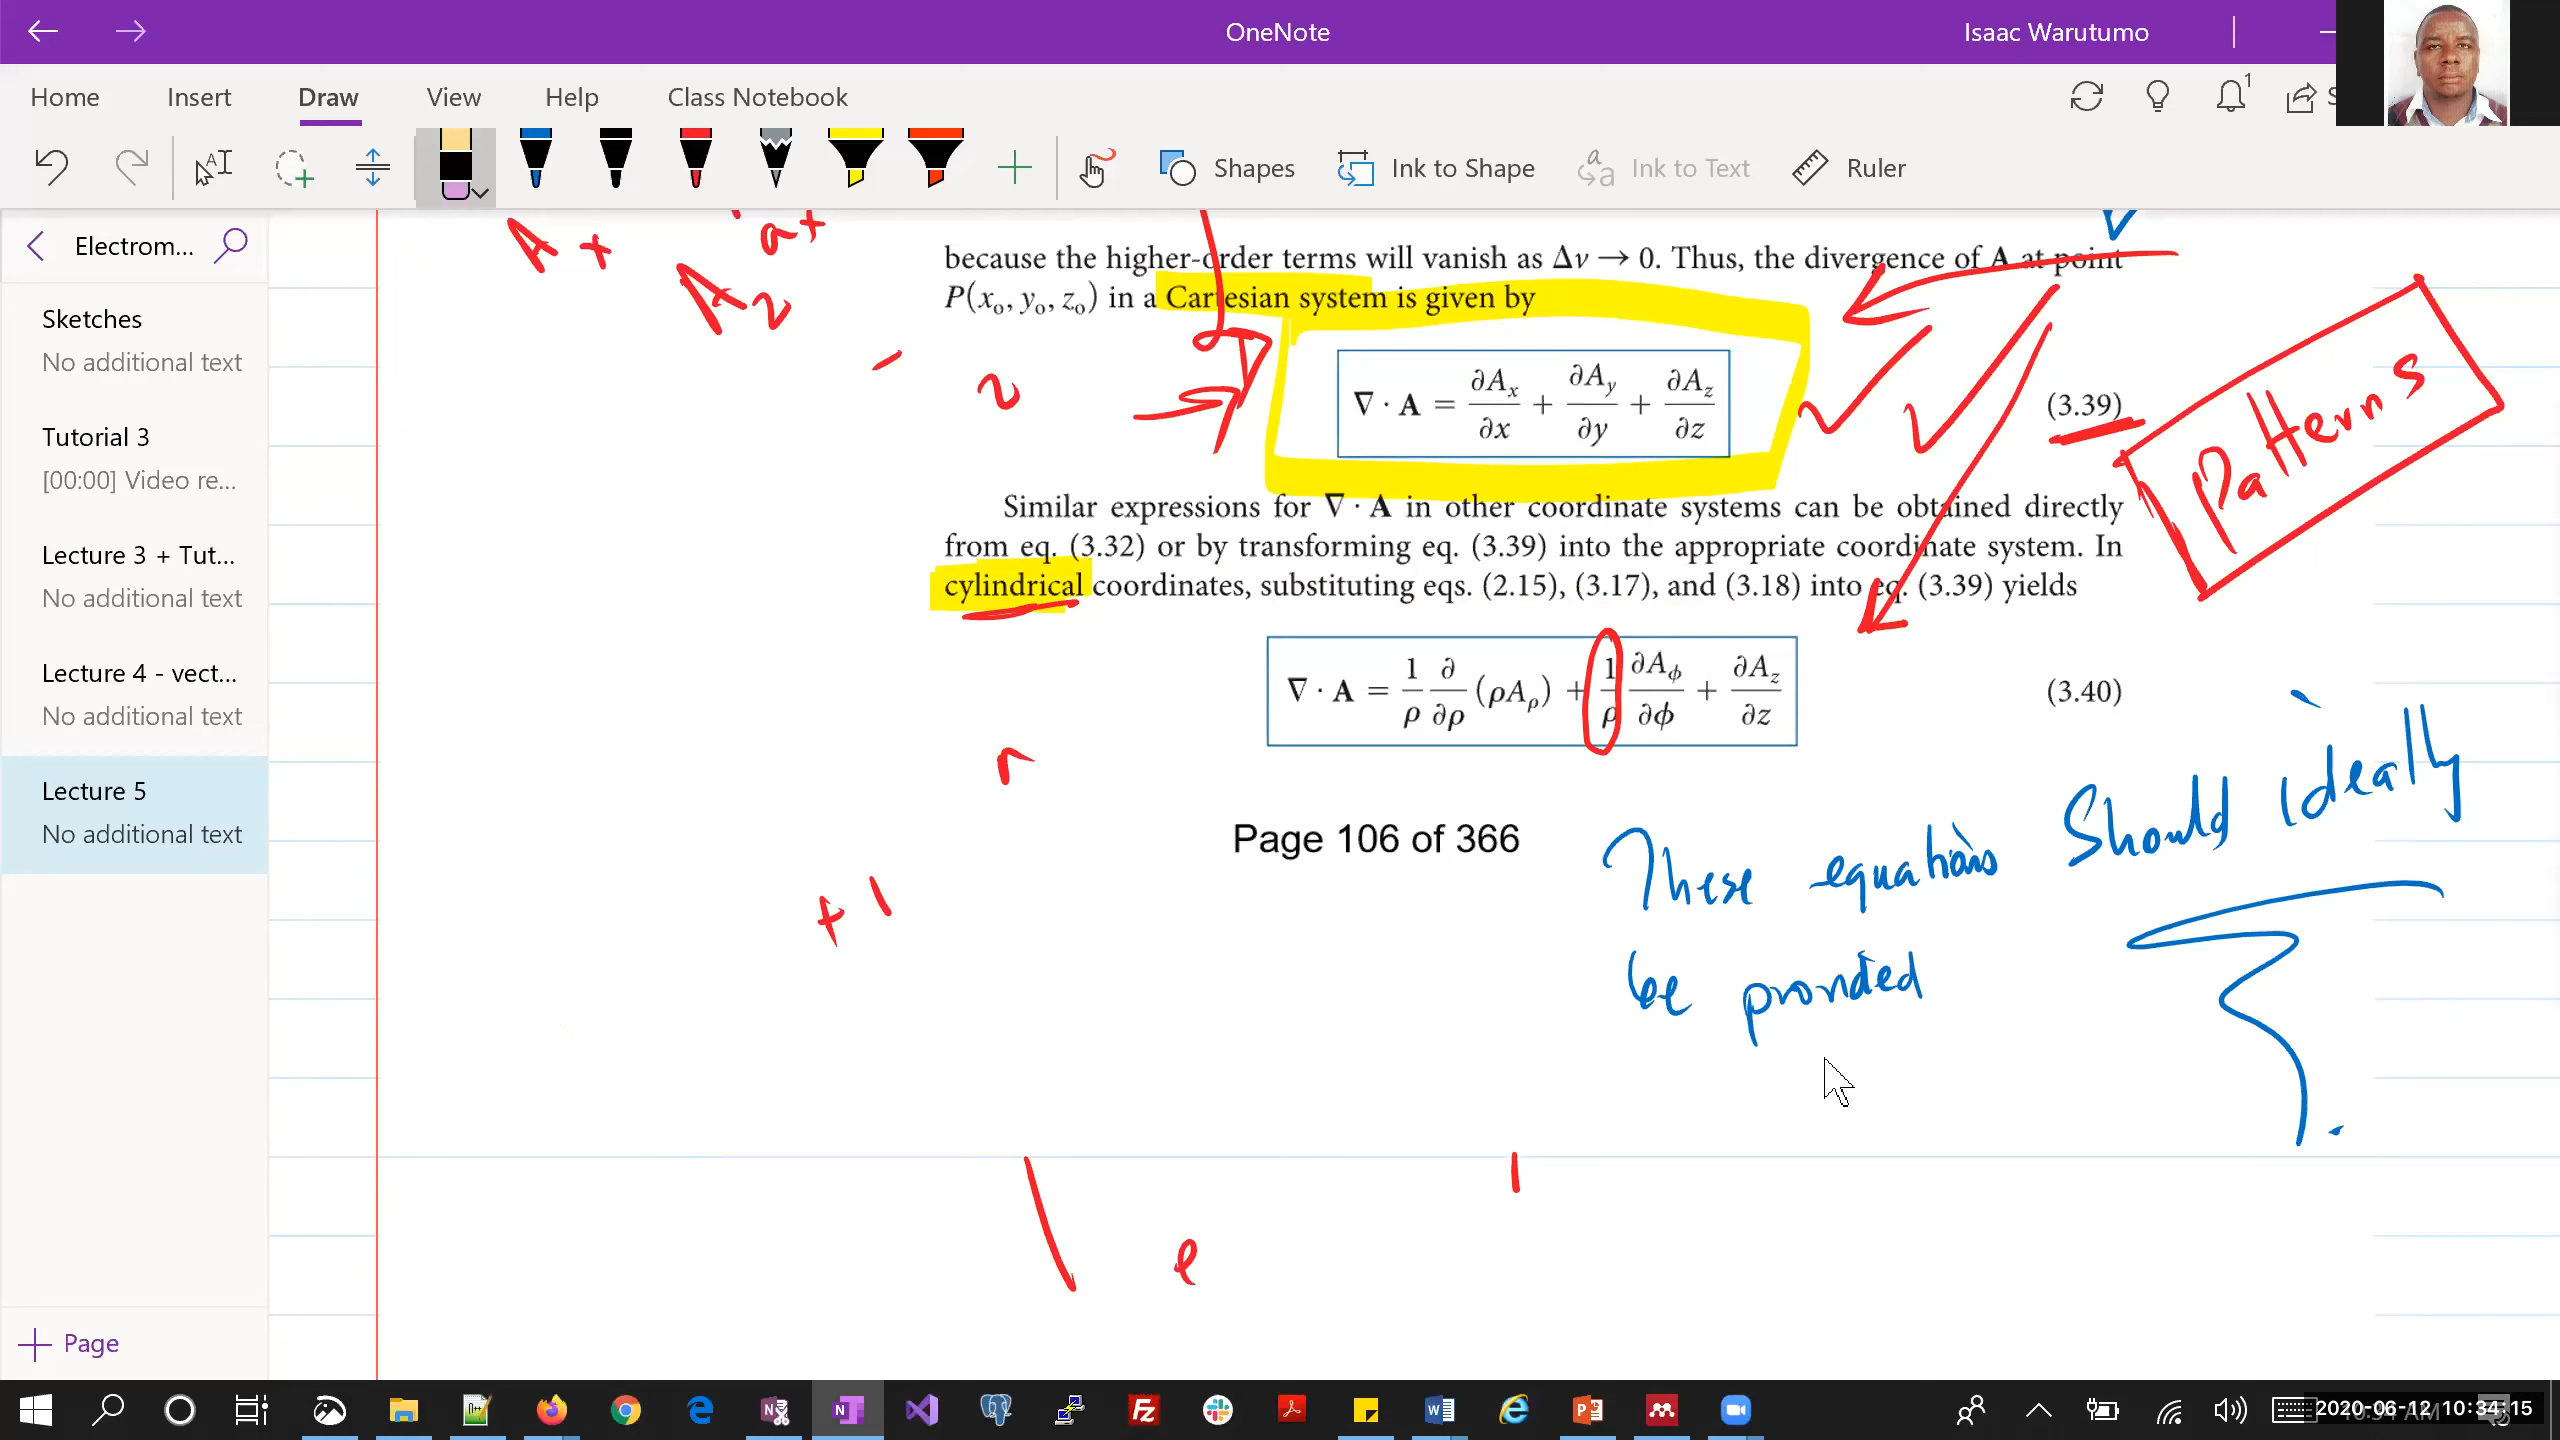 OneNote
Isaac Warutumo
Home Insert Draw View Help Class Notebook
Shapes Ink to Shape Ink to Text Ruler
Electrom...
Sketches
No additional text
Tutorial 3
[00:00] Video re...
Lecture 3 + Tut...
No additional text
Lecture 4 - vect...
No additional text
Lecture 5
No additional text
Page
A x
a x
A 2
because the higher-order terms will vanish as Δv → 0. Thus, the divergence of A at point
P(xₒ, yₒ, zₒ) in a Cartesian system is given by
2
∇ · A = ∂Aₓ/∂x + ∂A_y/∂y + ∂A_z/∂z (3.39)
Patterns
Similar expressions for ∇ · A in other coordinate systems can be obtained directly
from eq. (3.32) or by transforming eq. (3.39) into the appropriate coordinate system. In
cylindrical coordinates, substituting eqs. (2.15), (3.17), and (3.18) into eq. (3.39) yields
∇ · A = 1/ρ ∂/∂ρ (ρA_ρ) + 1/ρ ∂A_ϕ/∂ϕ + ∂A_z/∂z (3.40)
Page 106 of 366
These equations Should ideally
be provided
+ 1
e
2020-06-12 10:34:15